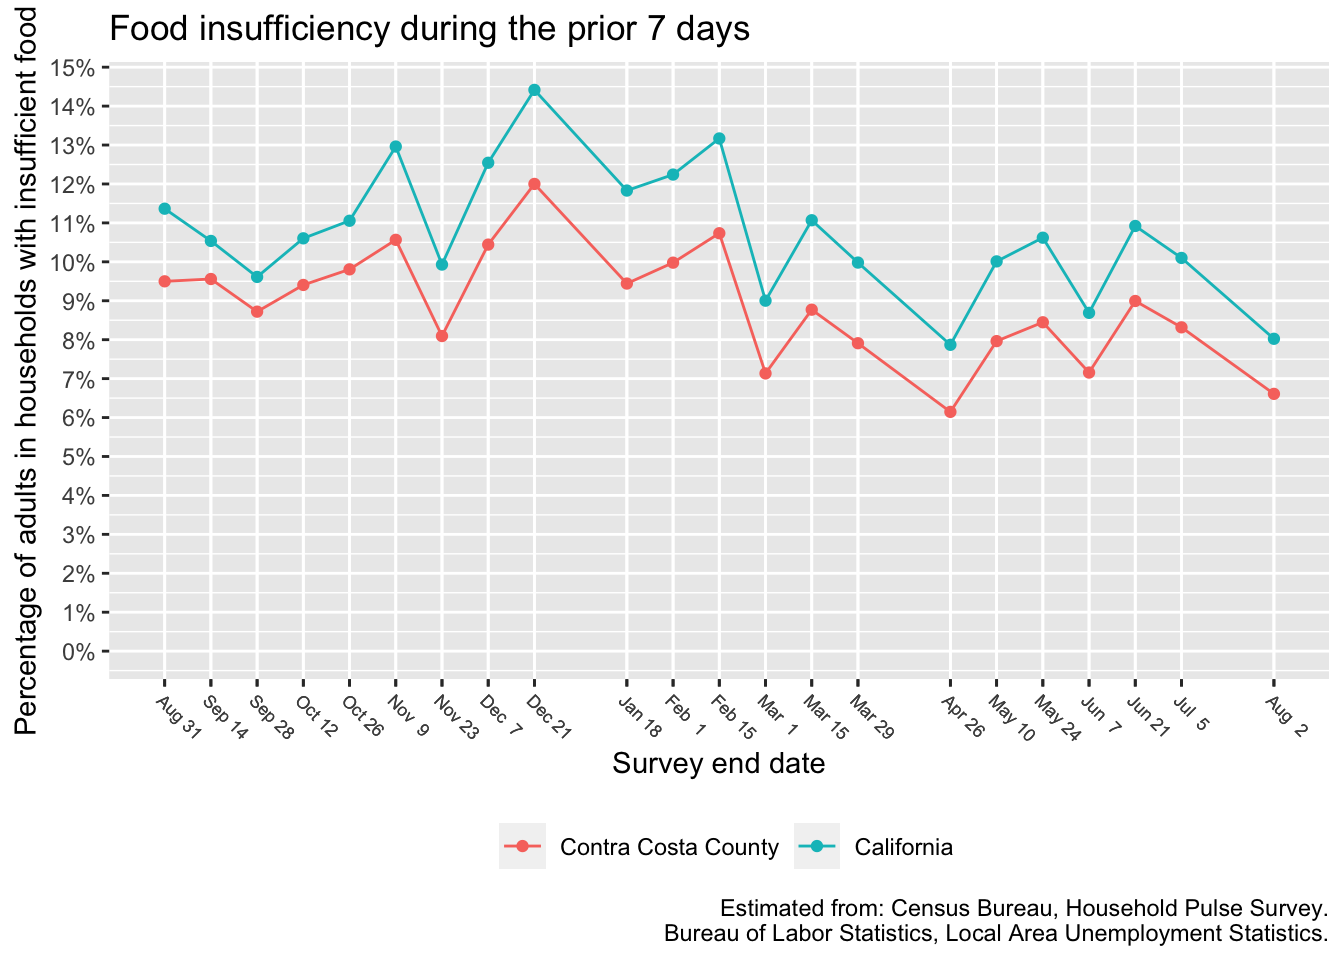 Food insufficiency during the prior 7 days
Percentage of adults in households with insufficient food
15%
14%
13%
12%
11%
10%
9%
8%
7%
6%
5%
4%
3%
2%
1%
0%
Aug 31
Sep 14
Sep 28
Oct 12
Oct 26
Nov 9
Nov 23
Dec 7
Dec 21
Jan 18
Feb 1
Feb 15
Mar 1
Mar 15
Mar 29
Apr 26
May 10
May 24
Jun 7
Jun 21
Jul 5
Aug 2
Survey end date
Contra Costa County
California
Estimated from: Census Bureau, Household Pulse Survey.
Bureau of Labor Statistics, Local Area Unemployment Statistics.